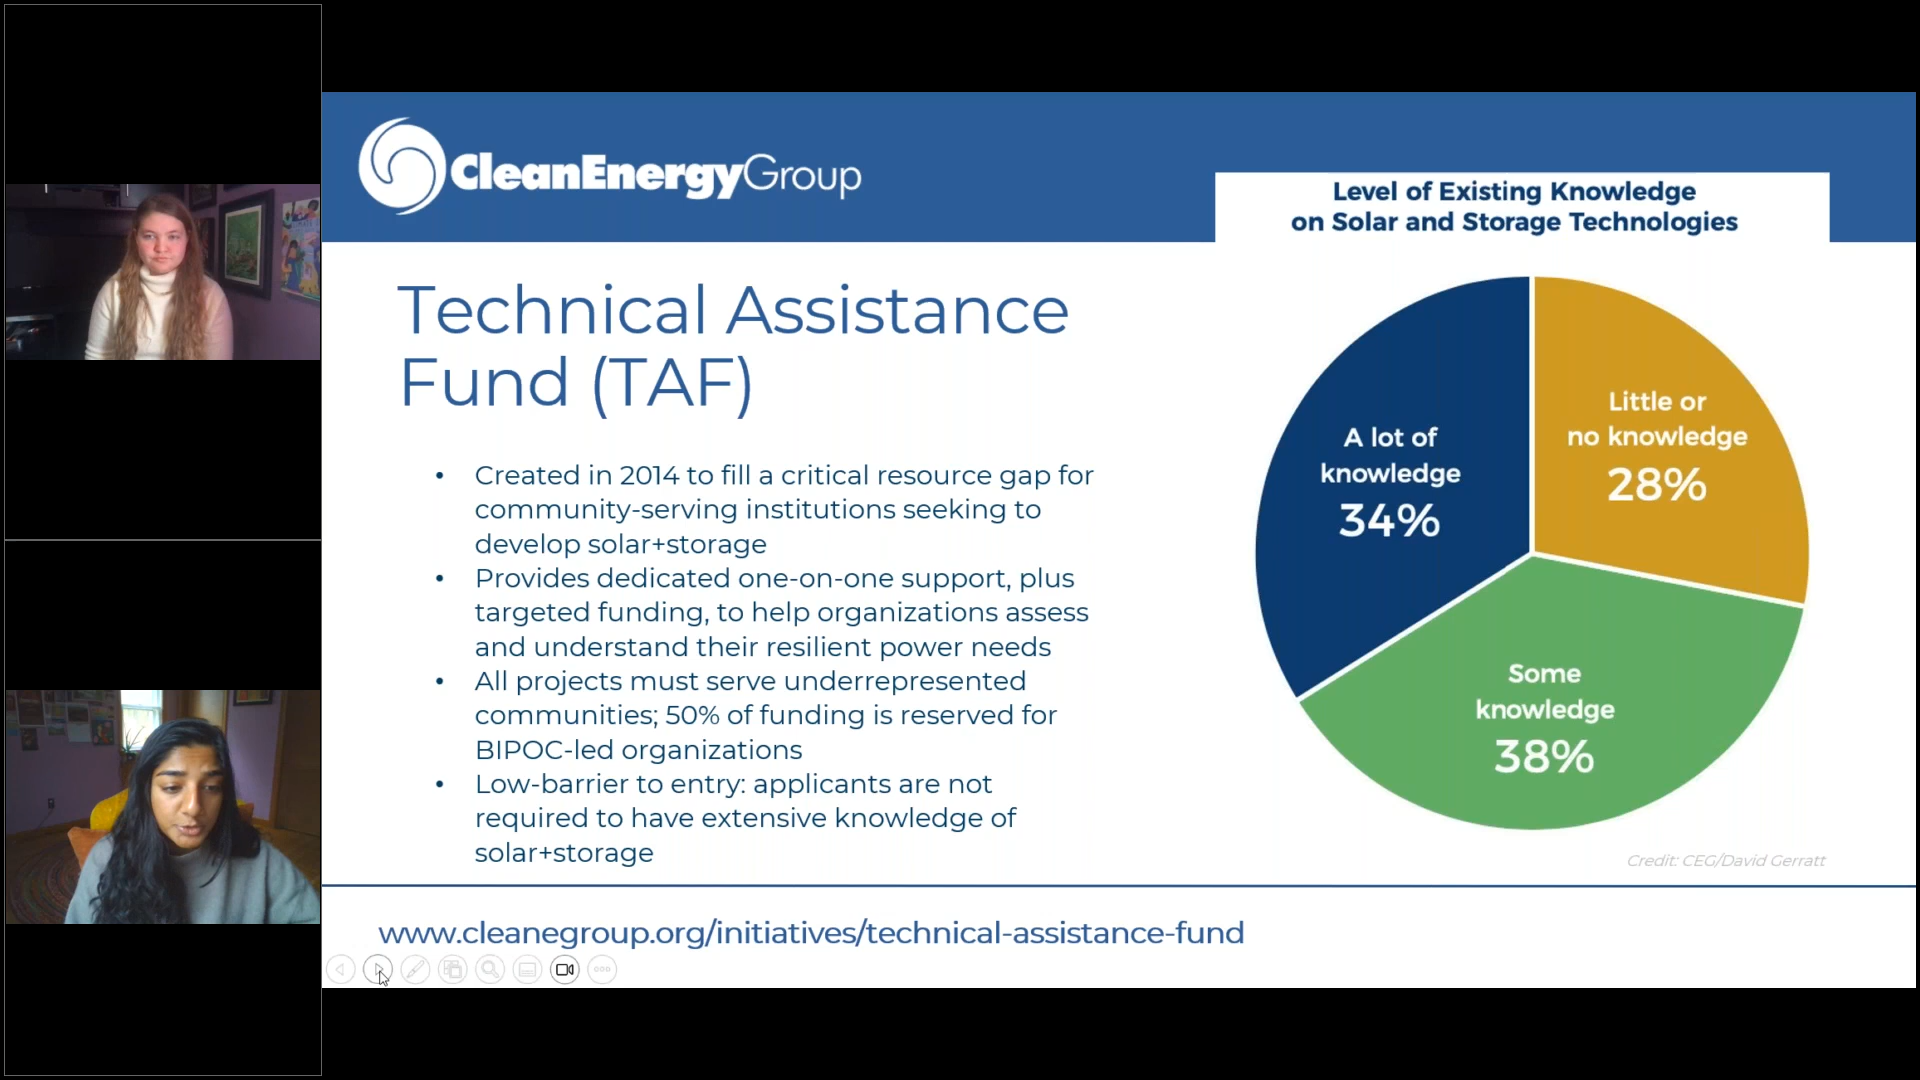 CleanEnergyGroup
Level of Existing Knowledge
on Solar and Storage Technologies
Technical Assistance
Fund (TAF)
• Created in 2014 to fill a critical resource gap for
community-serving institutions seeking to
develop solar+storage
• Provides dedicated one-on-one support, plus
targeted funding, to help organizations assess
and understand their resilient power needs
• All projects must serve underrepresented
communities; 50% of funding is reserved for
BIPOC-led organizations
• Low-barrier to entry: applicants are not
required to have extensive knowledge of
solar+storage
A lot of
knowledge
34%
Little or
no knowledge
28%
Some
knowledge
38%
Credit: CEG/David Gerratt
www.cleanegroup.org/initiatives/technical-assistance-fund